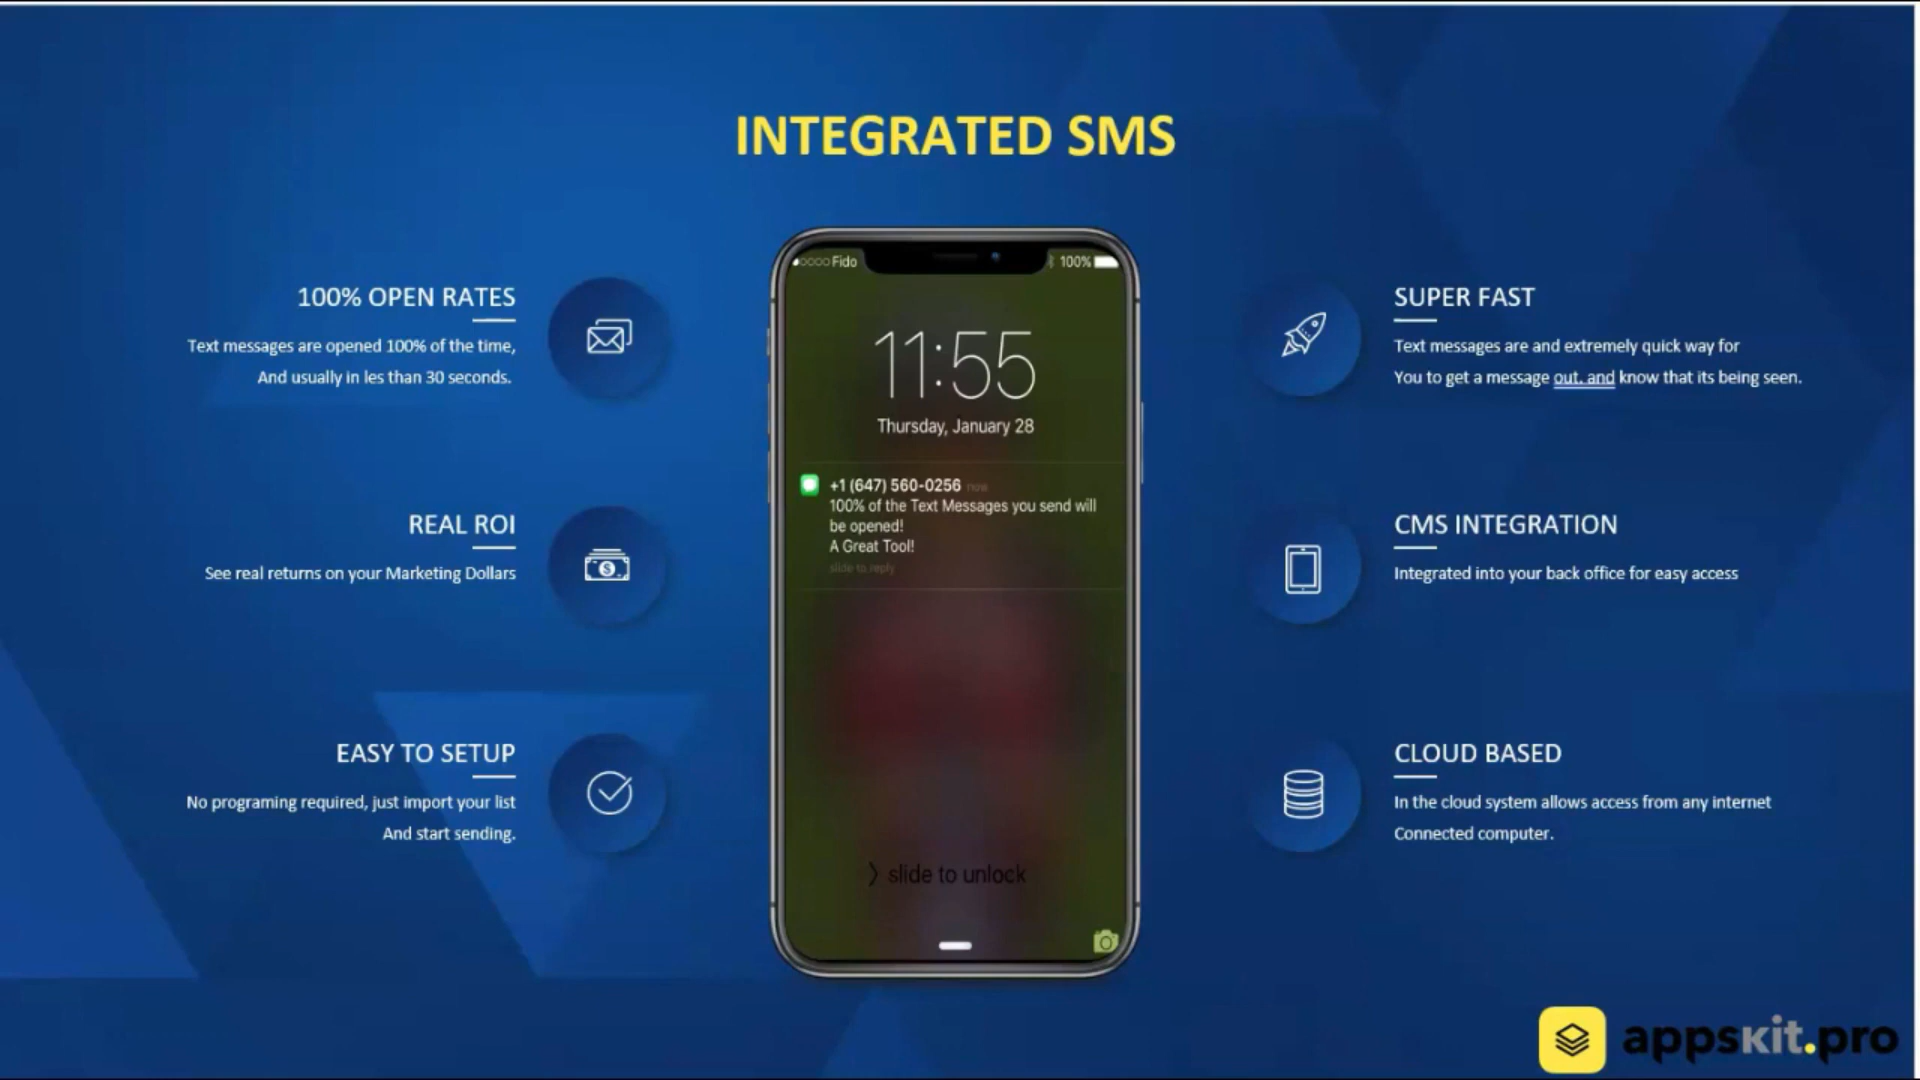 INTEGRATED SMS
100% OPEN RATES
Text messages are opened 100% of the time,
And usually in les than 30 seconds.
REAL ROI
See real returns on your Marketing Dollars
EASY TO SETUP
No programing required, just import your list
And start sending.
Fido 100%
11:55
Thursday, January 28
+1 (647) 560-0256 now
100% of the Text Messages you send will
be opened!
A Great Tool!
slide to reply
slide to unlock
SUPER FAST
Text messages are and extremely quick way for
You to get a message out. and know that its being seen.
CMS INTEGRATION
Integrated into your back office for easy access
CLOUD BASED
In the cloud system allows access from any internet
Connected computer.
appskit.pro